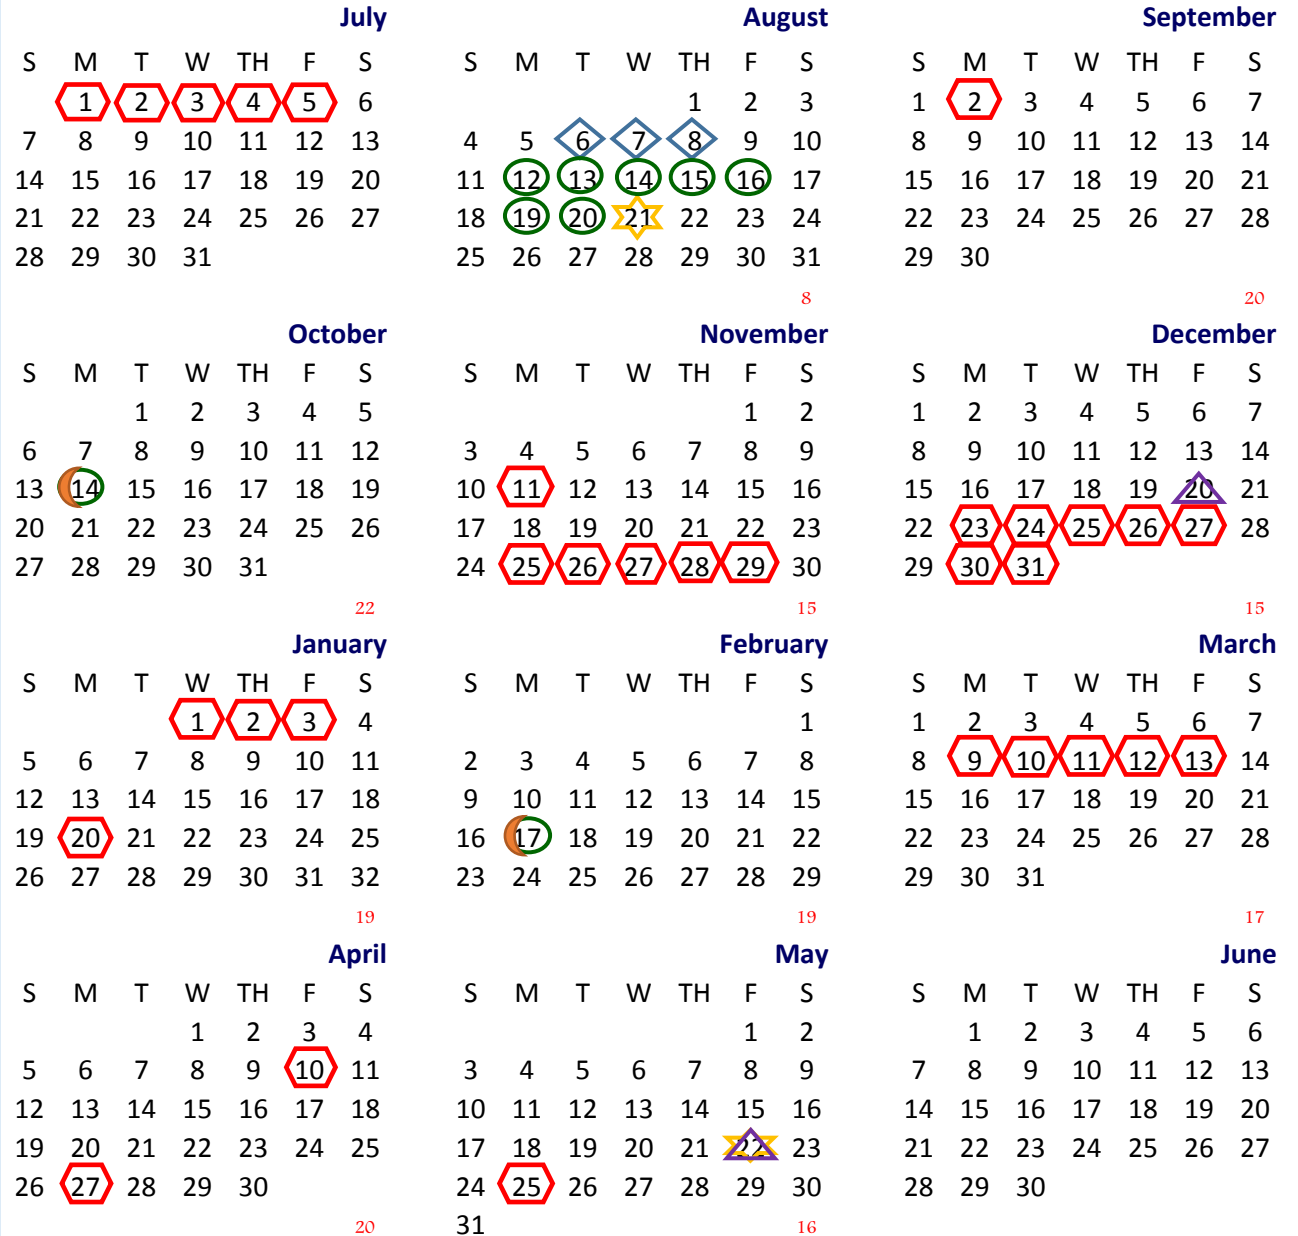 July
S M T W TH F S
1 2 3 4 5 6
7 8 9 10 11 12 13
14 15 16 17 18 19 20
21 22 23 24 25 26 27
28 29 30 31
August
S M T W TH F S
1 2 3
4 5 6 7 8 9 10
11 12 13 14 15 16 17
18 19 20 21 22 23 24
25 26 27 28 29 30 31
8
September
S M T W TH F S
1 2 3 4 5 6 7
8 9 10 11 12 13 14
15 16 17 18 19 20 21
22 23 24 25 26 27 28
29 30
20
October
S M T W TH F S
1 2 3 4 5
6 7 8 9 10 11 12
13 14 15 16 17 18 19
20 21 22 23 24 25 26
27 28 29 30 31
22
November
S M T W TH F S
1 2
3 4 5 6 7 8 9
10 11 12 13 14 15 16
17 18 19 20 21 22 23
24 25 26 27 28 29 30
15
December
S M T W TH F S
1 2 3 4 5 6 7
8 9 10 11 12 13 14
15 16 17 18 19 20 21
22 23 24 25 26 27 28
29 30 31
15
January
S M T W TH F S
1 2 3 4
5 6 7 8 9 10 11
12 13 14 15 16 17 18
19 20 21 22 23 24 25
26 27 28 29 30 31 32
19
February
S M T W TH F S
1
2 3 4 5 6 7 8
9 10 11 12 13 14 15
16 17 18 19 20 21 22
23 24 25 26 27 28 29
19
March
S M T W TH F S
1 2 3 4 5 6 7
8 9 10 11 12 13 14
15 16 17 18 19 20 21
22 23 24 25 26 27 28
29 30 31
17
April
S M T W TH F S
1 2 3 4
5 6 7 8 9 10 11
12 13 14 15 16 17 18
19 20 21 22 23 24 25
26 27 28 29 30
20
May
S M T W TH F S
1 2
3 4 5 6 7 8 9
10 11 12 13 14 15 16
17 18 19 20 21 22 23
24 25 26 27 28 29 30
31
16
June
S M T W TH F S
1 2 3 4 5 6
7 8 9 10 11 12 13
14 15 16 17 18 19 20
21 22 23 24 25 26 27
28 29 30